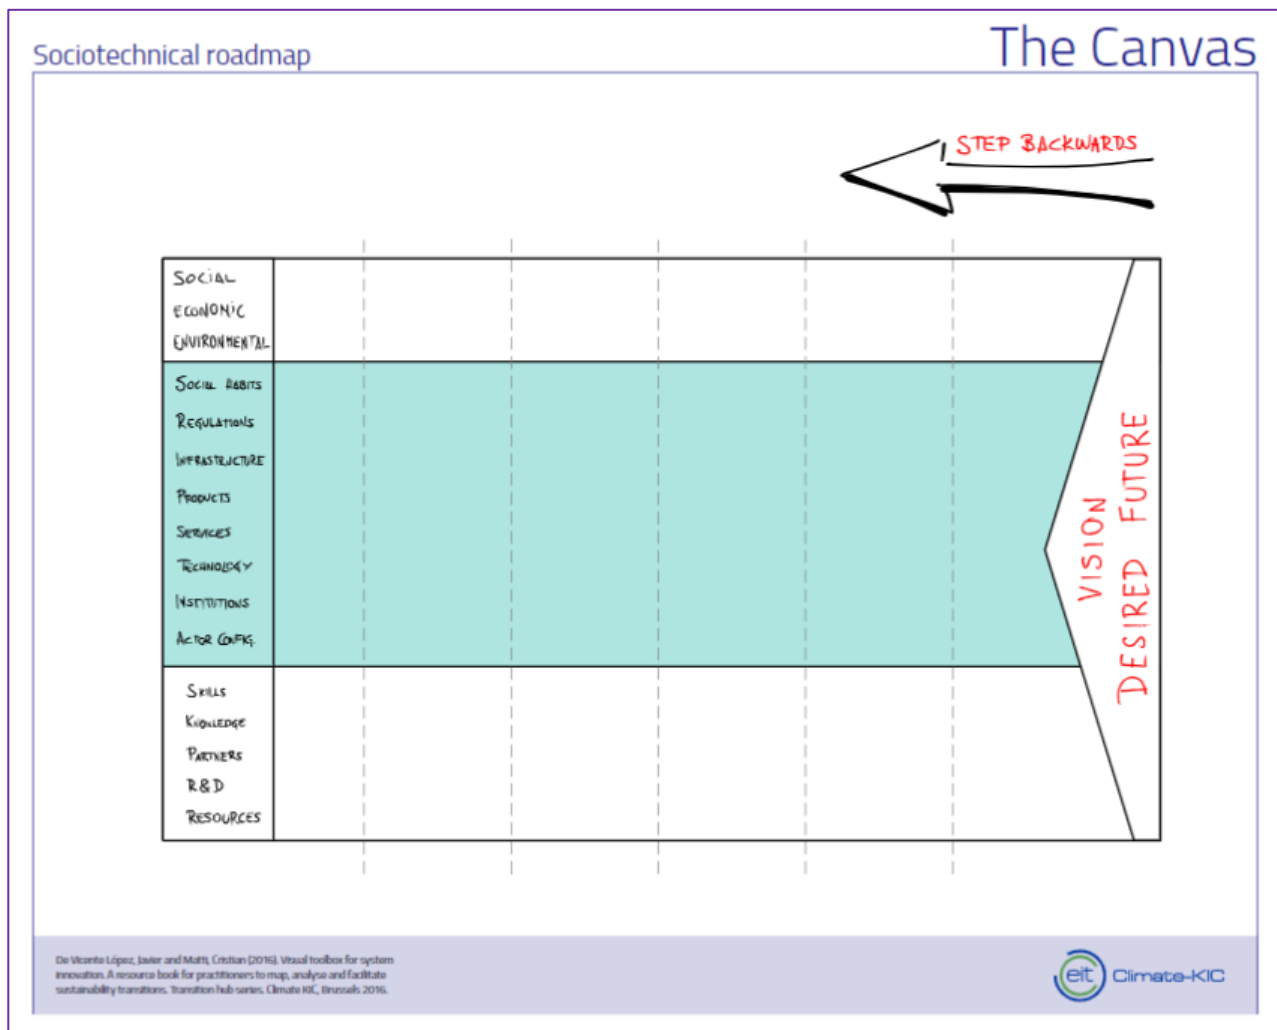 Sociotechnical roadmap
The Canvas
STEP BACKWARDS
SOCIAL
ECONOMIC
ENVIRONMENTAL
SOCIAL HABITS
REGULATIONS
INFRASTRUCTURE
PRODUCTS
SERVICES
TECHNOLOGY
INSTITUTIONS
ACTOR CONFIG.
SKILLS
KNOWLEDGE
PARTNERS
R&D
RESOURCES
VISION
DESIRED FUTURE
De Vicente López, Javier and Matti, Cristian (2016). Visual toolbox for system
innovation. A resource book for practitioners to map, analyse and facilitate
sustainability transitions. Transition hub series. Climate KIC, Brussels 2016.
eit Climate-KIC